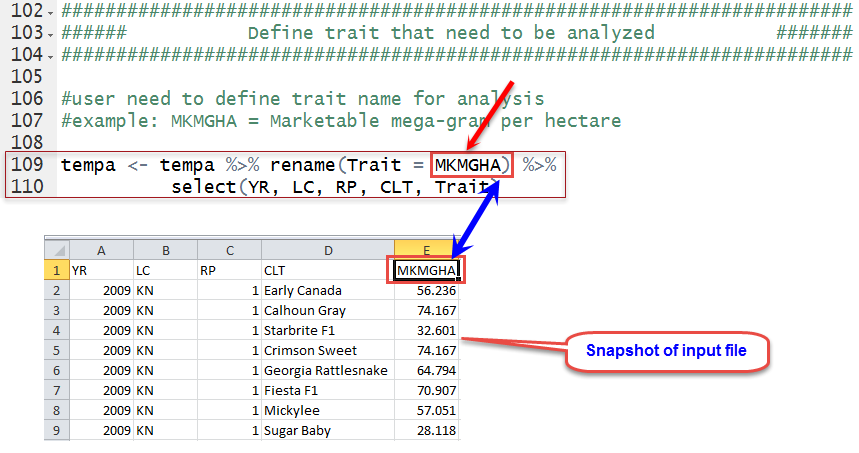 102 ########################################################################
103 ###### Define trait that need to be analyzed #######
104 ########################################################################
105
106 #user need to define trait name for analysis
107 #example: MKMGHA = Marketable mega-gram per hectare
108
109 tempa <- tempa %>% rename(Trait = MKMGHA) %>%
110 select(YR, LC, RP, CLT, Trait)
A B C D E
1 YR LC RP CLT MKMGHA
2 2009 KN 1 Early Canada 56.236
3 2009 KN 1 Calhoun Gray 74.167
4 2009 KN 1 Starbrite F1 32.601
5 2009 KN 1 Crimson Sweet 74.167
6 2009 KN 1 Georgia Rattlesnake 64.794
7 2009 KN 1 Fiesta F1 70.907
8 2009 KN 1 Mickylee 57.051
9 2009 KN 1 Sugar Baby 28.118
Snapshot of input file